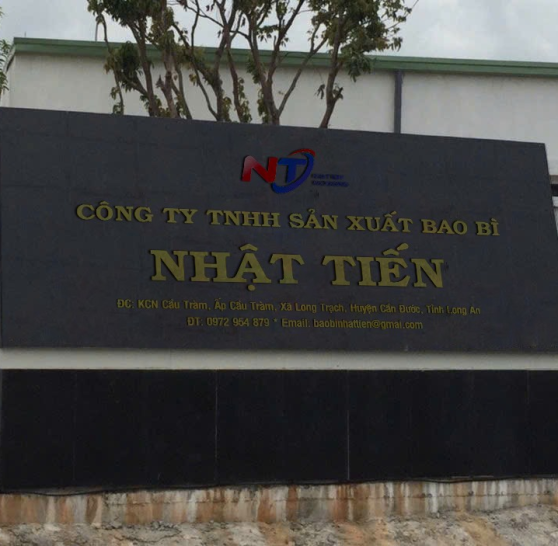 NT
CÔNG TY TNHH SẢN XUẤT BAO BÌ
NHẬT TIẾN
ĐC: KCN Cầu Tràm, Ấp Cầu Tràm, Xã Long Trạch, Huyện Cần Đước, Tỉnh Long An
ĐT: 0972 954 879 * Email: baobinhattien@gmail.com